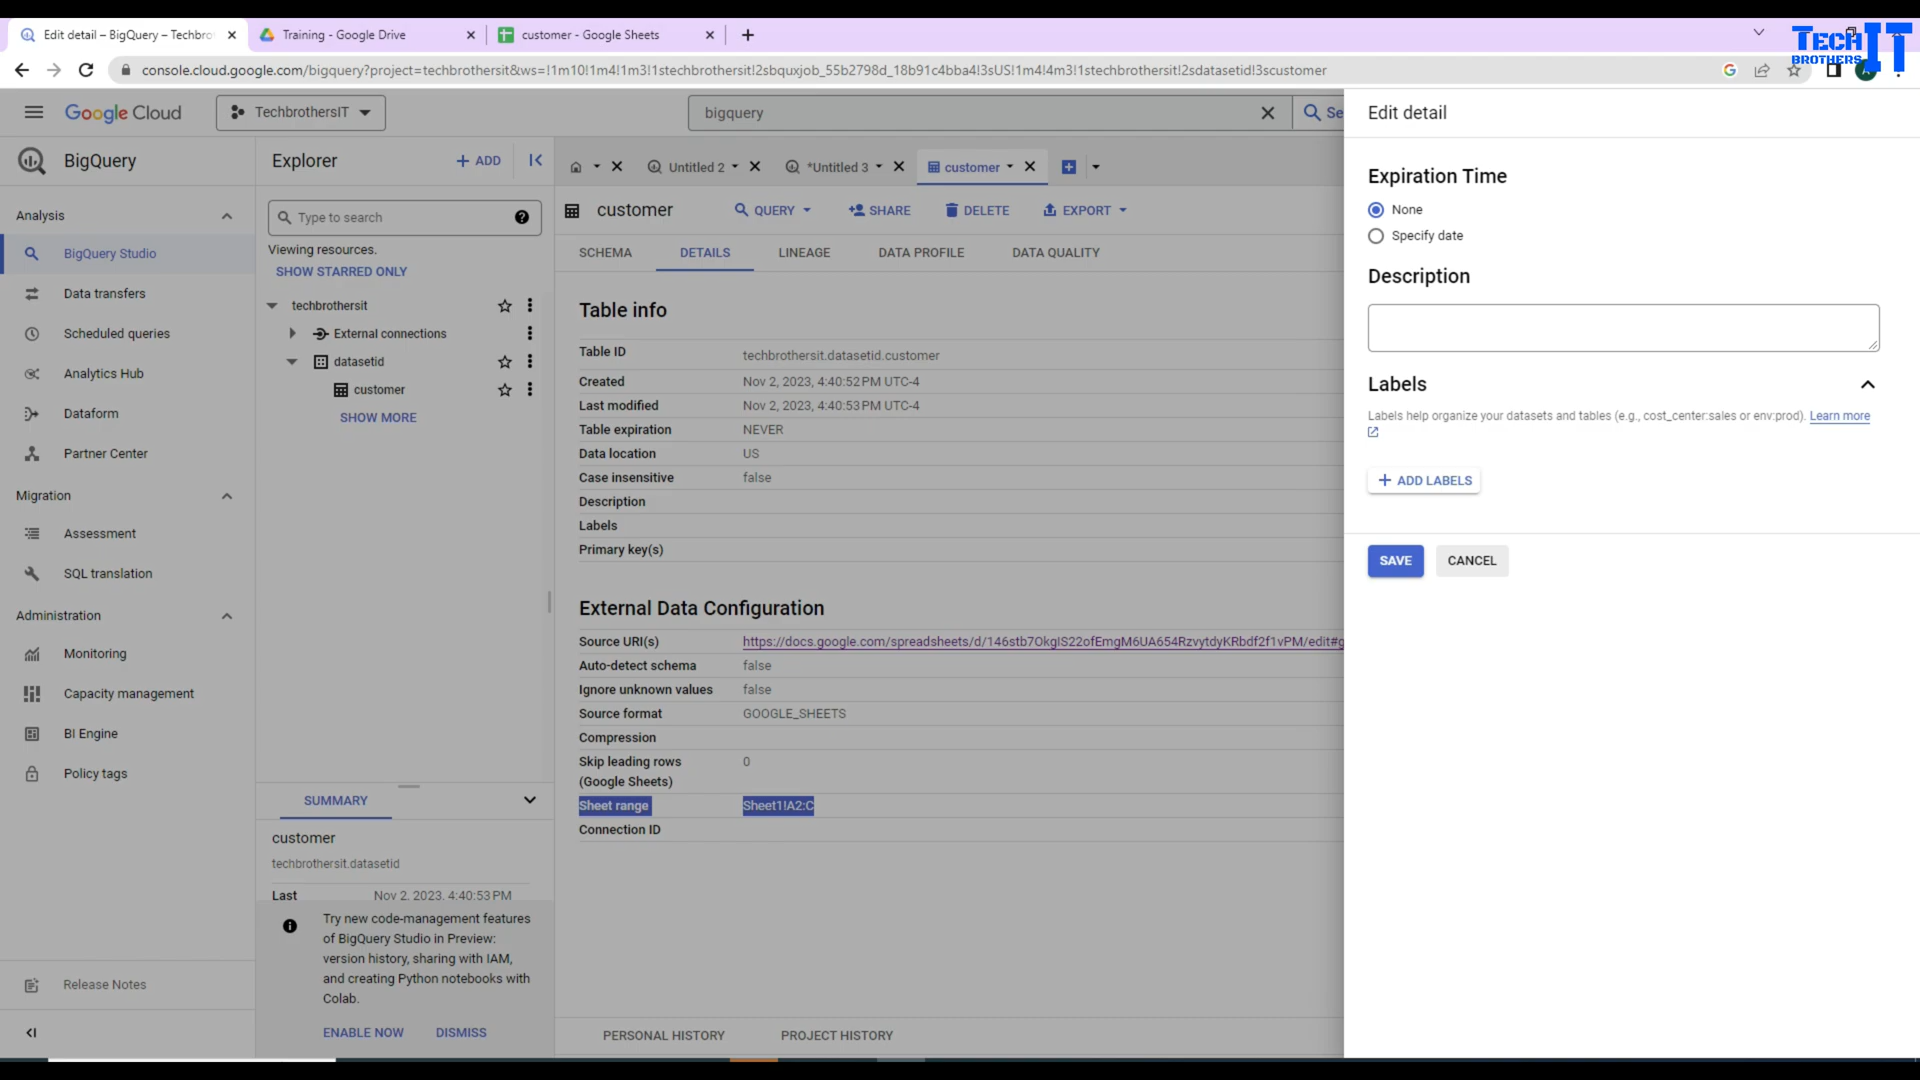 Edit detail – BigQuery – Techbro
Training - Google Drive
customer - Google Sheets
TECH
BROTHERS
IT
console.cloud.google.com/bigquery?project=techbrothersit&ws=!1m10!1m4!1m3!1stechbrothersit!2sbquxjob_55b2798d_18b91c4bba4!3sUS!1m4!4m3!1stechbrothersit!2sdatasetid!3scustomer
Google Cloud
TechbrothersIT
bigquery
Se
Edit detail
BigQuery
Explorer
+ ADD
Untitled 2
*Untitled 3
customer
Analysis
BigQuery Studio
Data transfers
Scheduled queries
Analytics Hub
Dataform
Partner Center
Migration
Assessment
SQL translation
Administration
Monitoring
Capacity management
BI Engine
Policy tags
Release Notes
Type to search
Viewing resources.
SHOW STARRED ONLY
techbrothersit
External connections
datasetid
customer
SHOW MORE
SUMMARY
customer
techbrothersit.datasetid
Last Nov 2, 2023, 4:40:53 PM
Try new code-management features
of BigQuery Studio in Preview:
version history, sharing with IAM,
and creating Python notebooks with
Colab.
ENABLE NOW DISMISS
customer
QUERY
SHARE
DELETE
EXPORT
SCHEMA
DETAILS
LINEAGE
DATA PROFILE
DATA QUALITY
Table info
Table ID techbrothersit.datasetid.customer
Created Nov 2, 2023, 4:40:52 PM UTC-4
Last modified Nov 2, 2023, 4:40:53 PM UTC-4
Table expiration NEVER
Data location US
Case insensitive false
Description
Labels
Primary key(s)
External Data Configuration
Source URI(s) https://docs.google.com/spreadsheets/d/146stb7OkgIS22ofEmgM6UA654RzvytdyKRbdf2f1vPM/edit#g
Auto-detect schema false
Ignore unknown values false
Source format GOOGLE_SHEETS
Compression
Skip leading rows 0
(Google Sheets)
Sheet range Sheet1!A2:C
Connection ID
PERSONAL HISTORY
PROJECT HISTORY
Expiration Time
None
Specify date
Description
Labels
Labels help organize your datasets and tables (e.g., cost_center:sales or env:prod). Learn more
+ ADD LABELS
SAVE
CANCEL